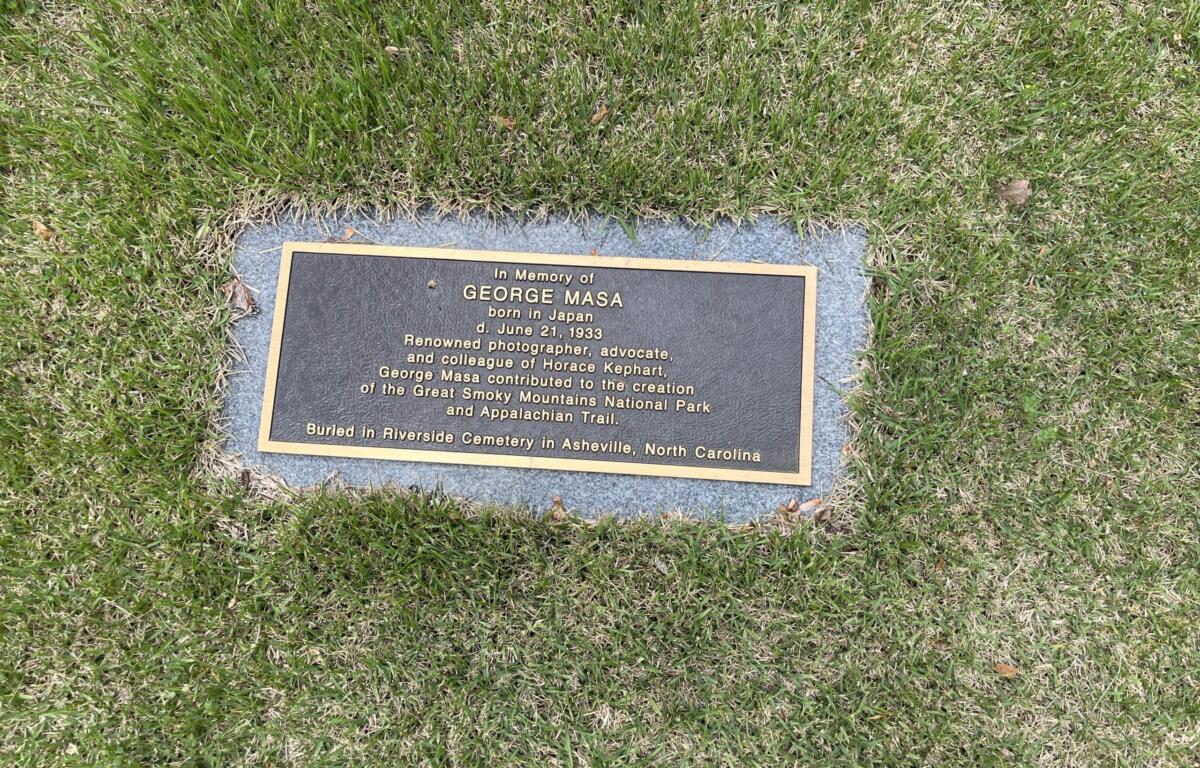 In Memory of
GEORGE MASA
born in Japan
d. June 21, 1933
Renowned photographer, advocate,
and colleague of Horace Kephart,
George Masa contributed to the creation
of the Great Smoky Mountains National Park
and Appalachian Trail.
Buried in Riverside Cemetery in Asheville, North Carolina